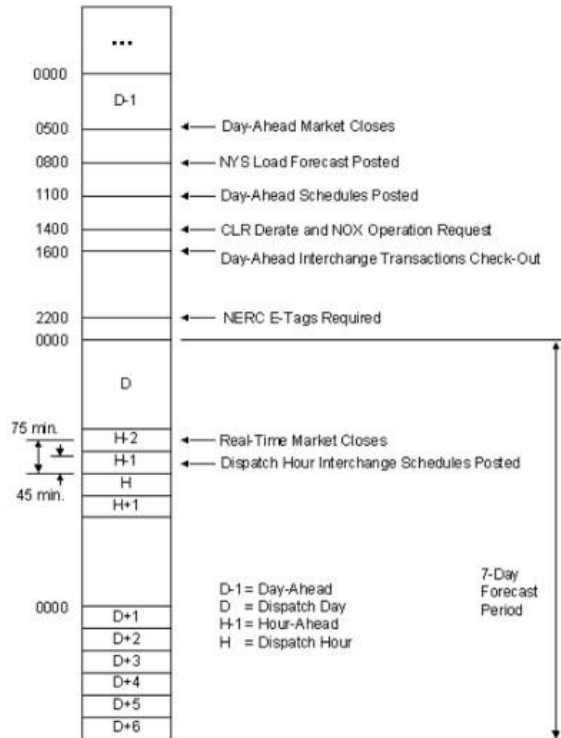 ...
0000
D-1
0500
Day-Ahead Market Closes
0800
NYS Load Forecast Posted
1100
Day-Ahead Schedules Posted
1400
CLR Derate and NOX Operation Request
1600
Day-Ahead Interchange Transactions Check-Out
2200
NERC E-Tags Required
0000
D
75 min.
H-2
Real-Time Market Closes
H-1
Dispatch Hour Interchange Schedules Posted
45 min.
H
H+1
D-1 = Day-Ahead
D = Dispatch Day
H-1 = Hour-Ahead
H = Dispatch Hour
7-Day
Forecast
Period
0000
D+1
D+2
D+3
D+4
D+5
D+6